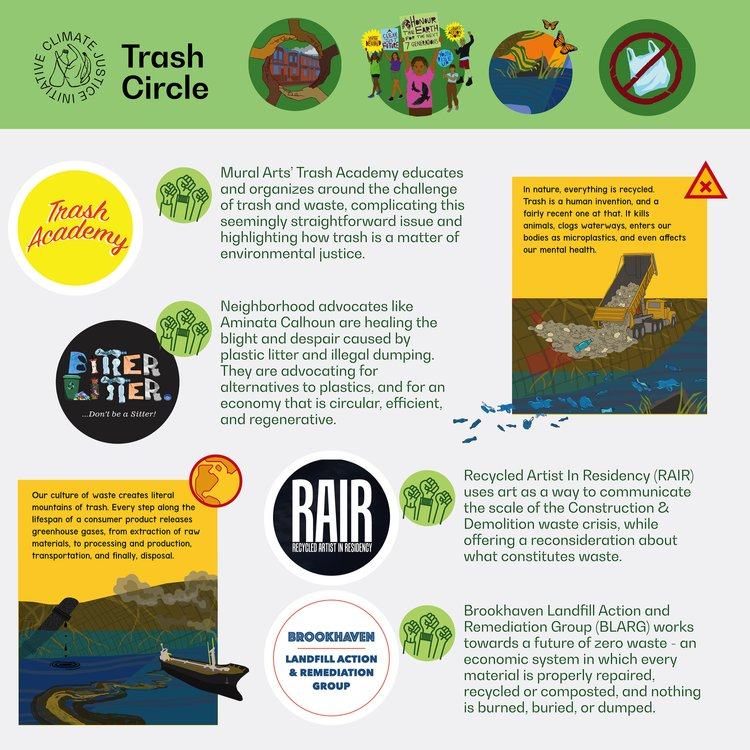 CLIMATE JUSTICE INITIATIVE
Trash
Circle
HONOUR
THE EARTH
FOR THE NEXT
7 GENERATIONS
Mural Arts' Trash Academy educates
and organizes around the challenge
of trash and waste, complicating this
seemingly straightforward issue and
highlighting how trash is a matter of
environmental justice.
Trash
Academy
In nature, everything is recycled.
Trash is a human invention, and a
fairly recent one at that. It kills
animals, clogs waterways, enters our
bodies as microplastics, and even affects
our mental health.
Neighborhood advocates like
Aminata Calhoun are healing the
blight and despair caused by
plastic litter and illegal dumping.
They are advocating for
alternatives to plastics, and for an
economy that is circular, efficient,
and regenerative.
BITTER
LITTER.
...Don't be a Sitter!
Our culture of waste creates literal
mountains of trash. Every step along the
lifespan of a consumer product releases
greenhouse gases, from extraction of raw
materials, to processing and production,
transportation, and finally, disposal.
RAIR
RECYCLED ARTIST IN RESIDENCY
Recycled Artist In Residency (RAIR)
uses art as a way to communicate
the scale of the Construction &
Demolition waste crisis, while
offering a reconsideration about
what constitutes waste.
BROOKHAVEN
LANDFILL ACTION
& REMEDIATION
GROUP
Brookhaven Landfill Action and
Remediation Group (BLARG) works
towards a future of zero waste - an
economic system in which every
material is properly repaired,
recycled or composted, and nothing
is burned, buried, or dumped.